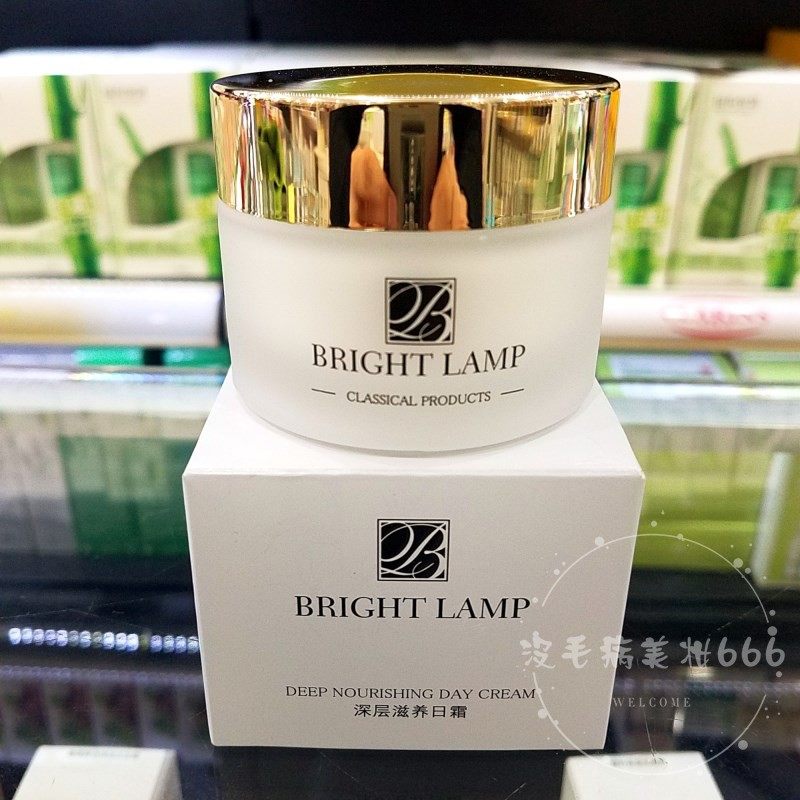 B
BRIGHT LAMP
— CLASSICAL PRODUCTS —
B
BRIGHT LAMP
DEEP NOURISHING DAY CREAM
深层滋养日霜
没毛病美妆666
WELCOME